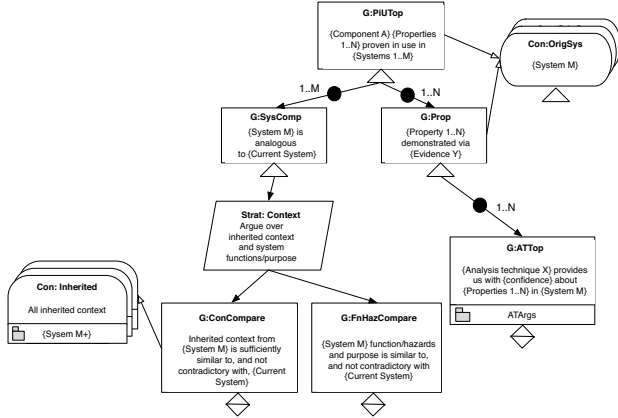 G:PiUTop
{Component A} {Properties
1..N} proven in use in
{Systems 1..M}
Con:OrigSys
{System M}
1..M
1..N
G:SysComp
{System M} is
analogous
to {Current System}
G:Prop
{Property 1..N}
demonstrated via
{Evidence Y}
1..N
Strat: Context
Argue over
inherited context
and system
functions/purpose
G:ATTop
{Analysis technique X} provides
us with {confidence} about
{Properties 1..N} in {System M}
ATArgs
Con: Inherited
All inherited context
{Sysem M+}
G:ConCompare
Inherited context from
{System M} is sufficiently
similar to, and not
contradictory with, {Current
System}
G:FnHazCompare
{System M} function/hazards
and purpose is similar to,
and not contradictory with
{Current System}